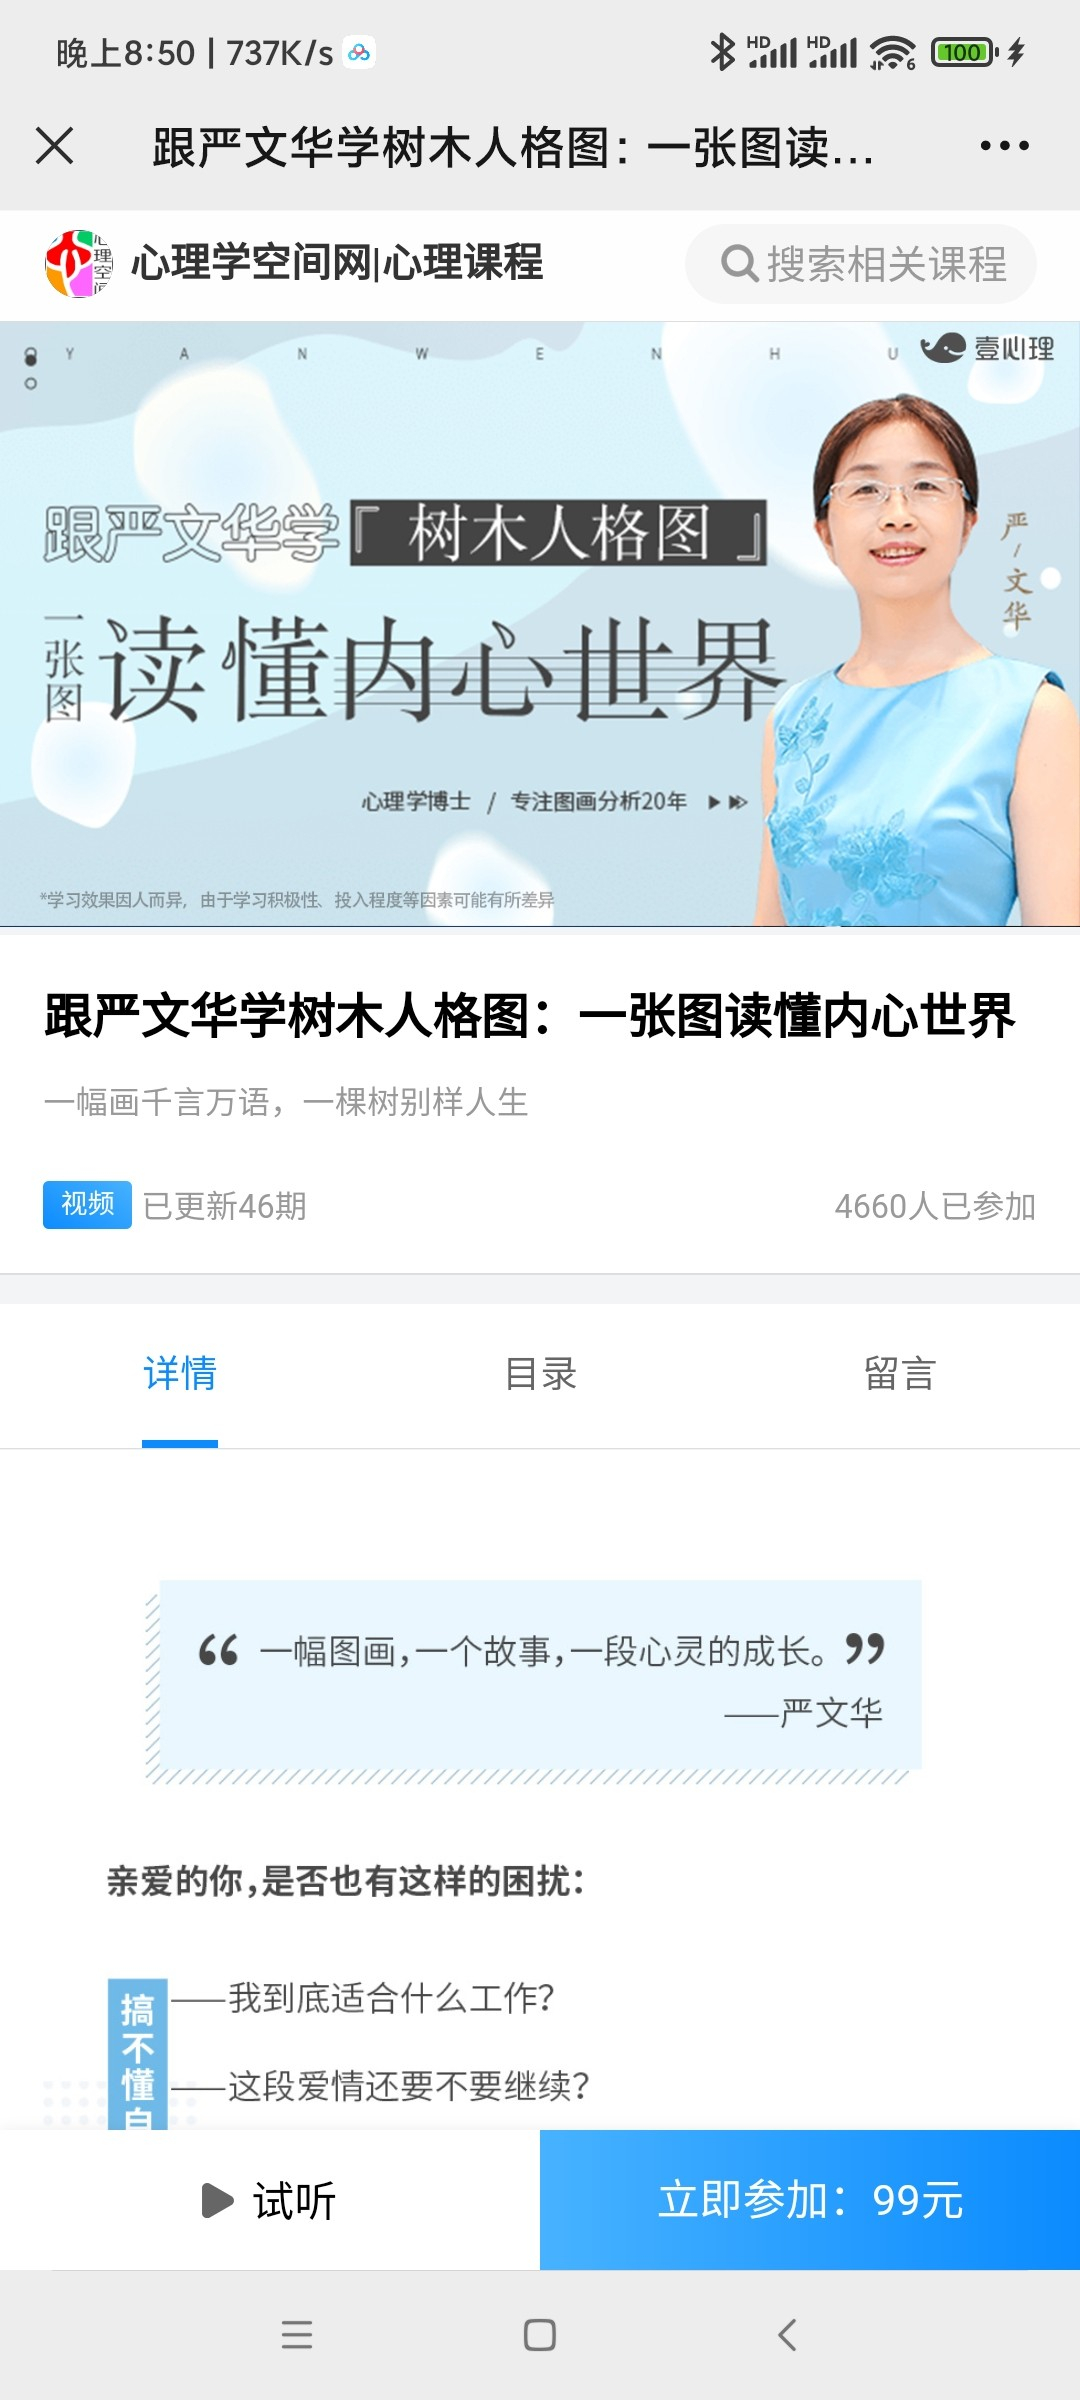 晚上8:50 | 737K/s
HD HD 6 100
跟严文华学树木人格图：一张图读...
心理学空间网|心理课程
搜索相关课程
Y A N W E N H U
壹心理
跟严文华学『树木人格图』
严/文华
一张图
读懂内心世界
心理学博士 / 专注图画分析20年
*学习效果因人而异，由于学习积极性、投入程度等因素可能有所差异
跟严文华学树木人格图：一张图读懂内心世界
一幅画千言万语，一棵树别样人生
视频 已更新46期
4660人已参加
详情 目录 留言
“一幅图画，一个故事，一段心灵的成长。”
——严文华
亲爱的你，是否也有这样的困扰：
搞不懂自
——我到底适合什么工作？
——这段爱情还要不要继续？
试听
立即参加：99元